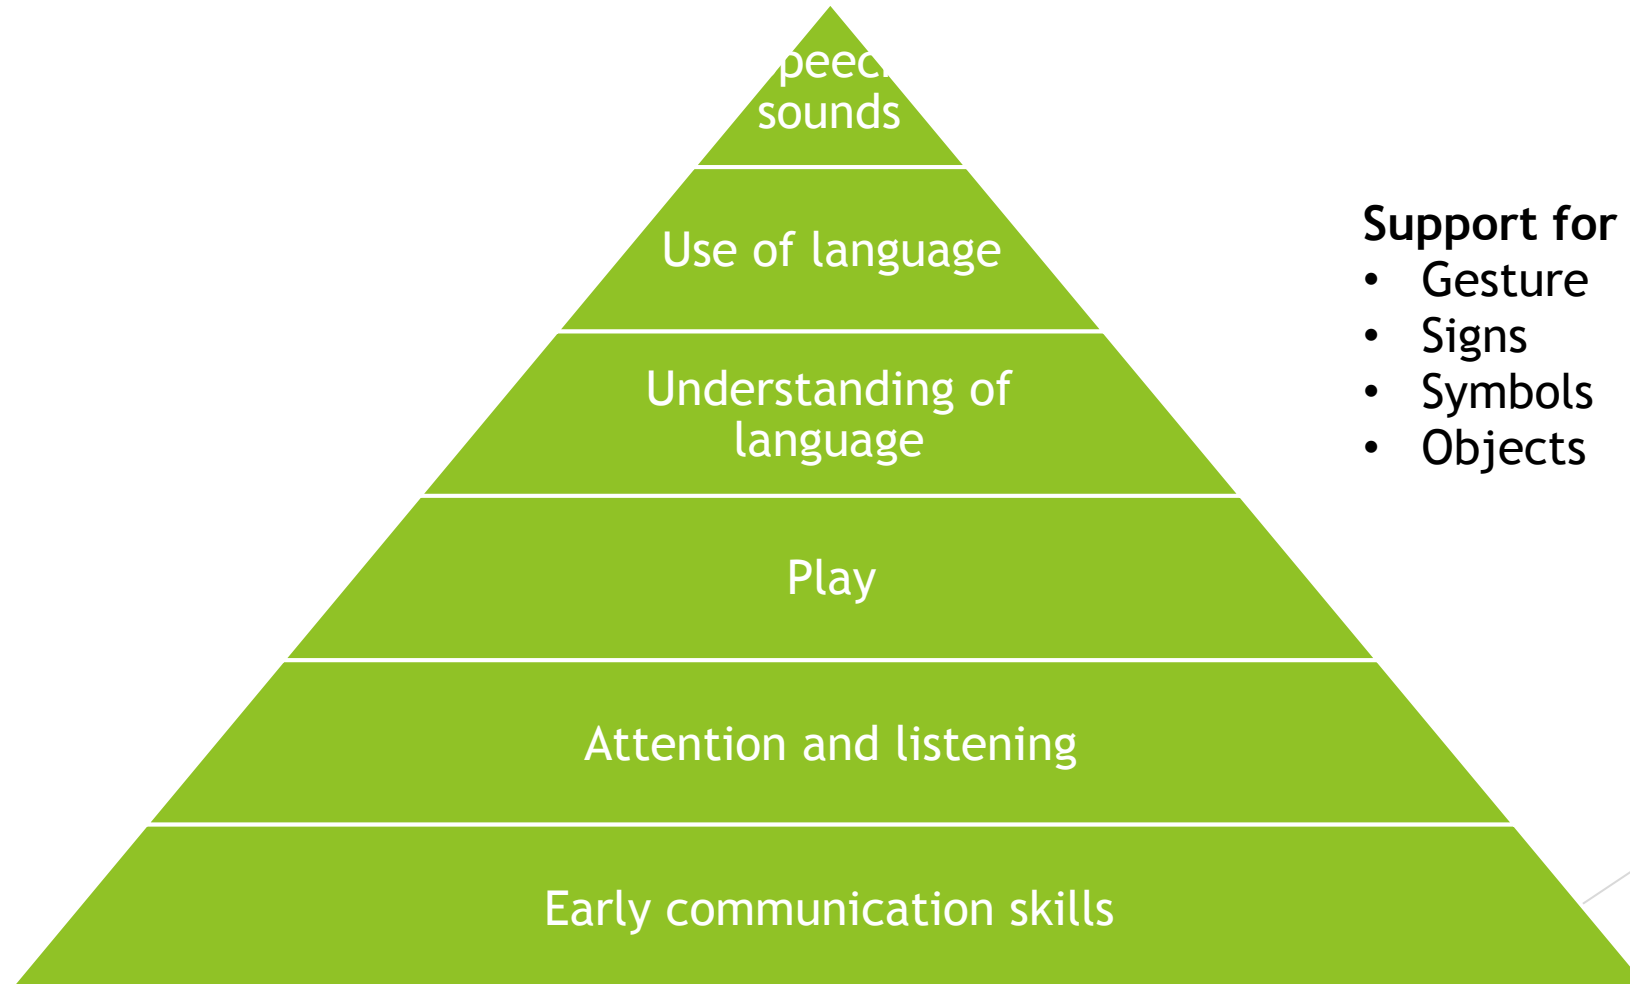 peec
sounds
Use of language
Understanding of
language
Play
Attention and listening
Early communication skills
Support for
• Gesture
• Signs
• Symbols
• Objects